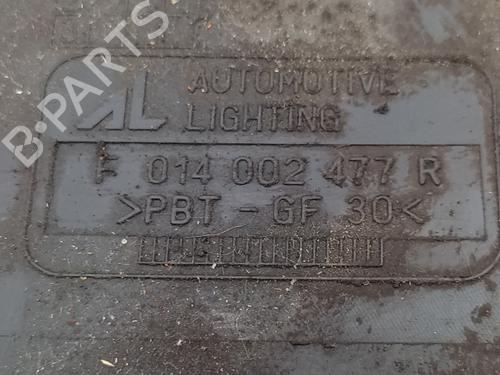 B-PARTS
AL AUTOMOTIVE
LIGHTING
F 014 002 477 R
>PBT - GF 30<